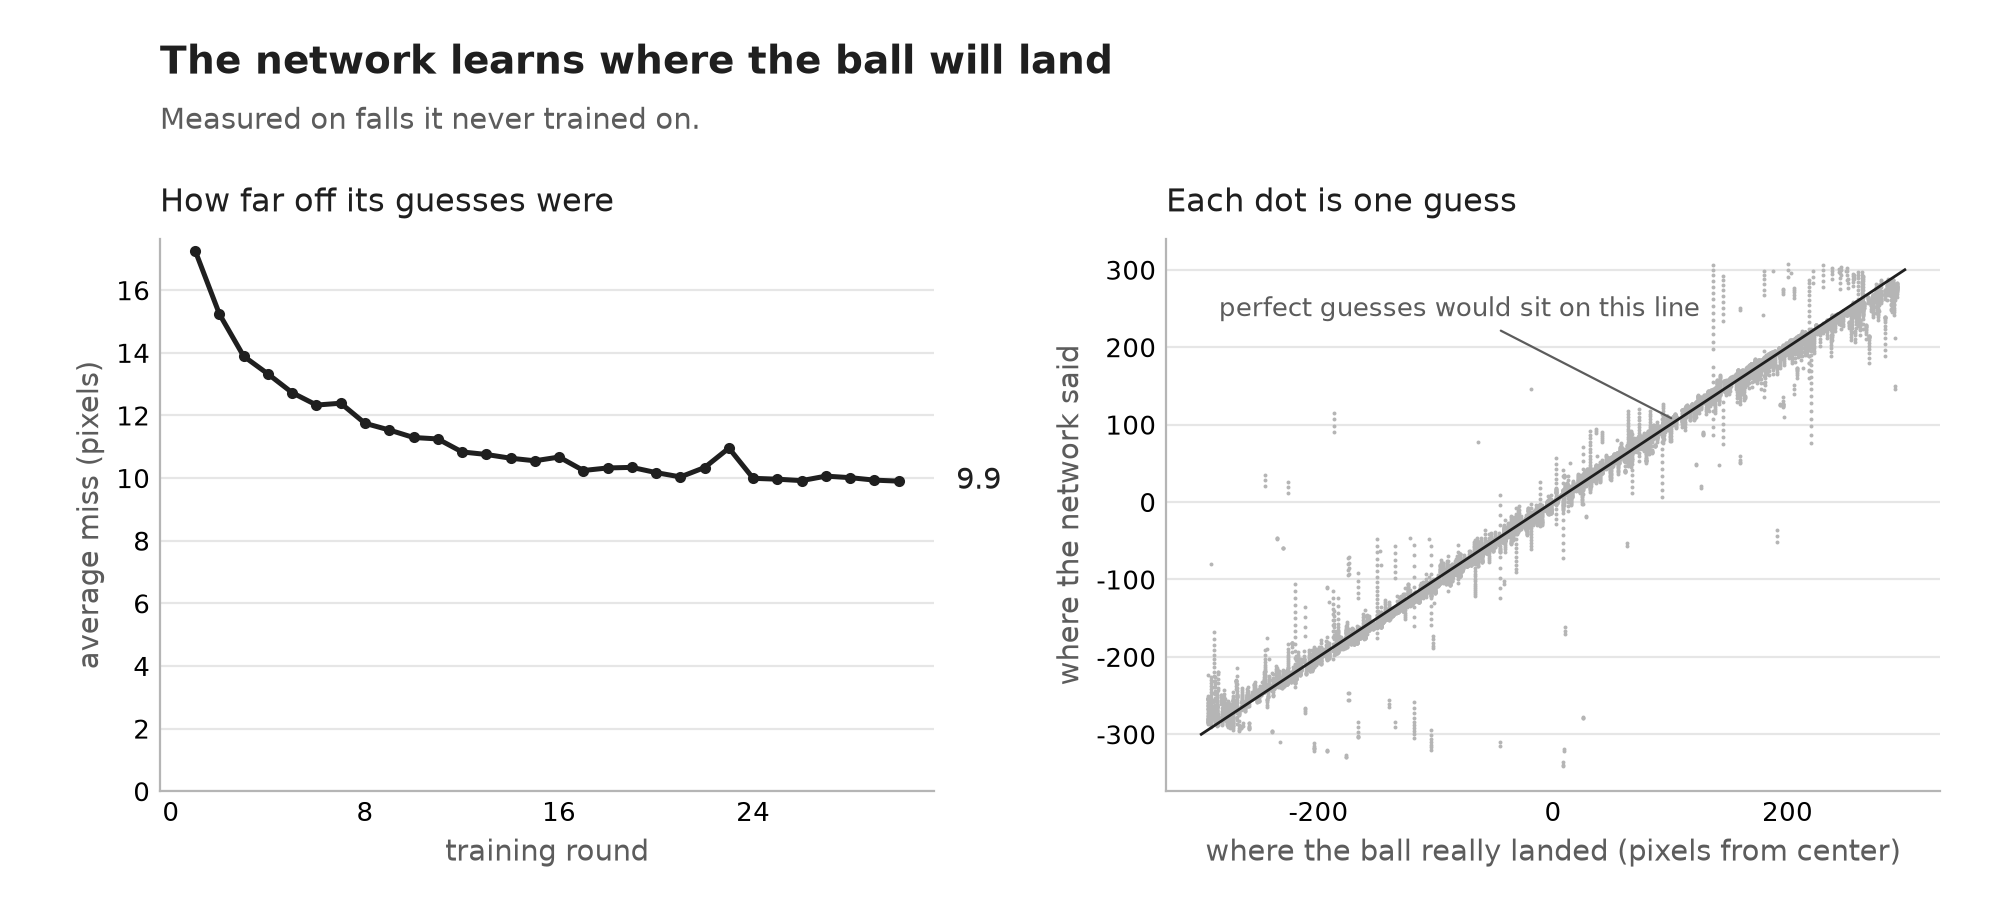 The network learns where the ball will land
Measured on falls it never trained on.
How far off its guesses were
average miss (pixels)
16
14
12
10
8
6
4
2
0
9.9
0 8 16 24
training round
Each dot is one guess
where the network said
300
200
100
0
-100
-200
-300
perfect guesses would sit on this line
-200 0 200
where the ball really landed (pixels from center)